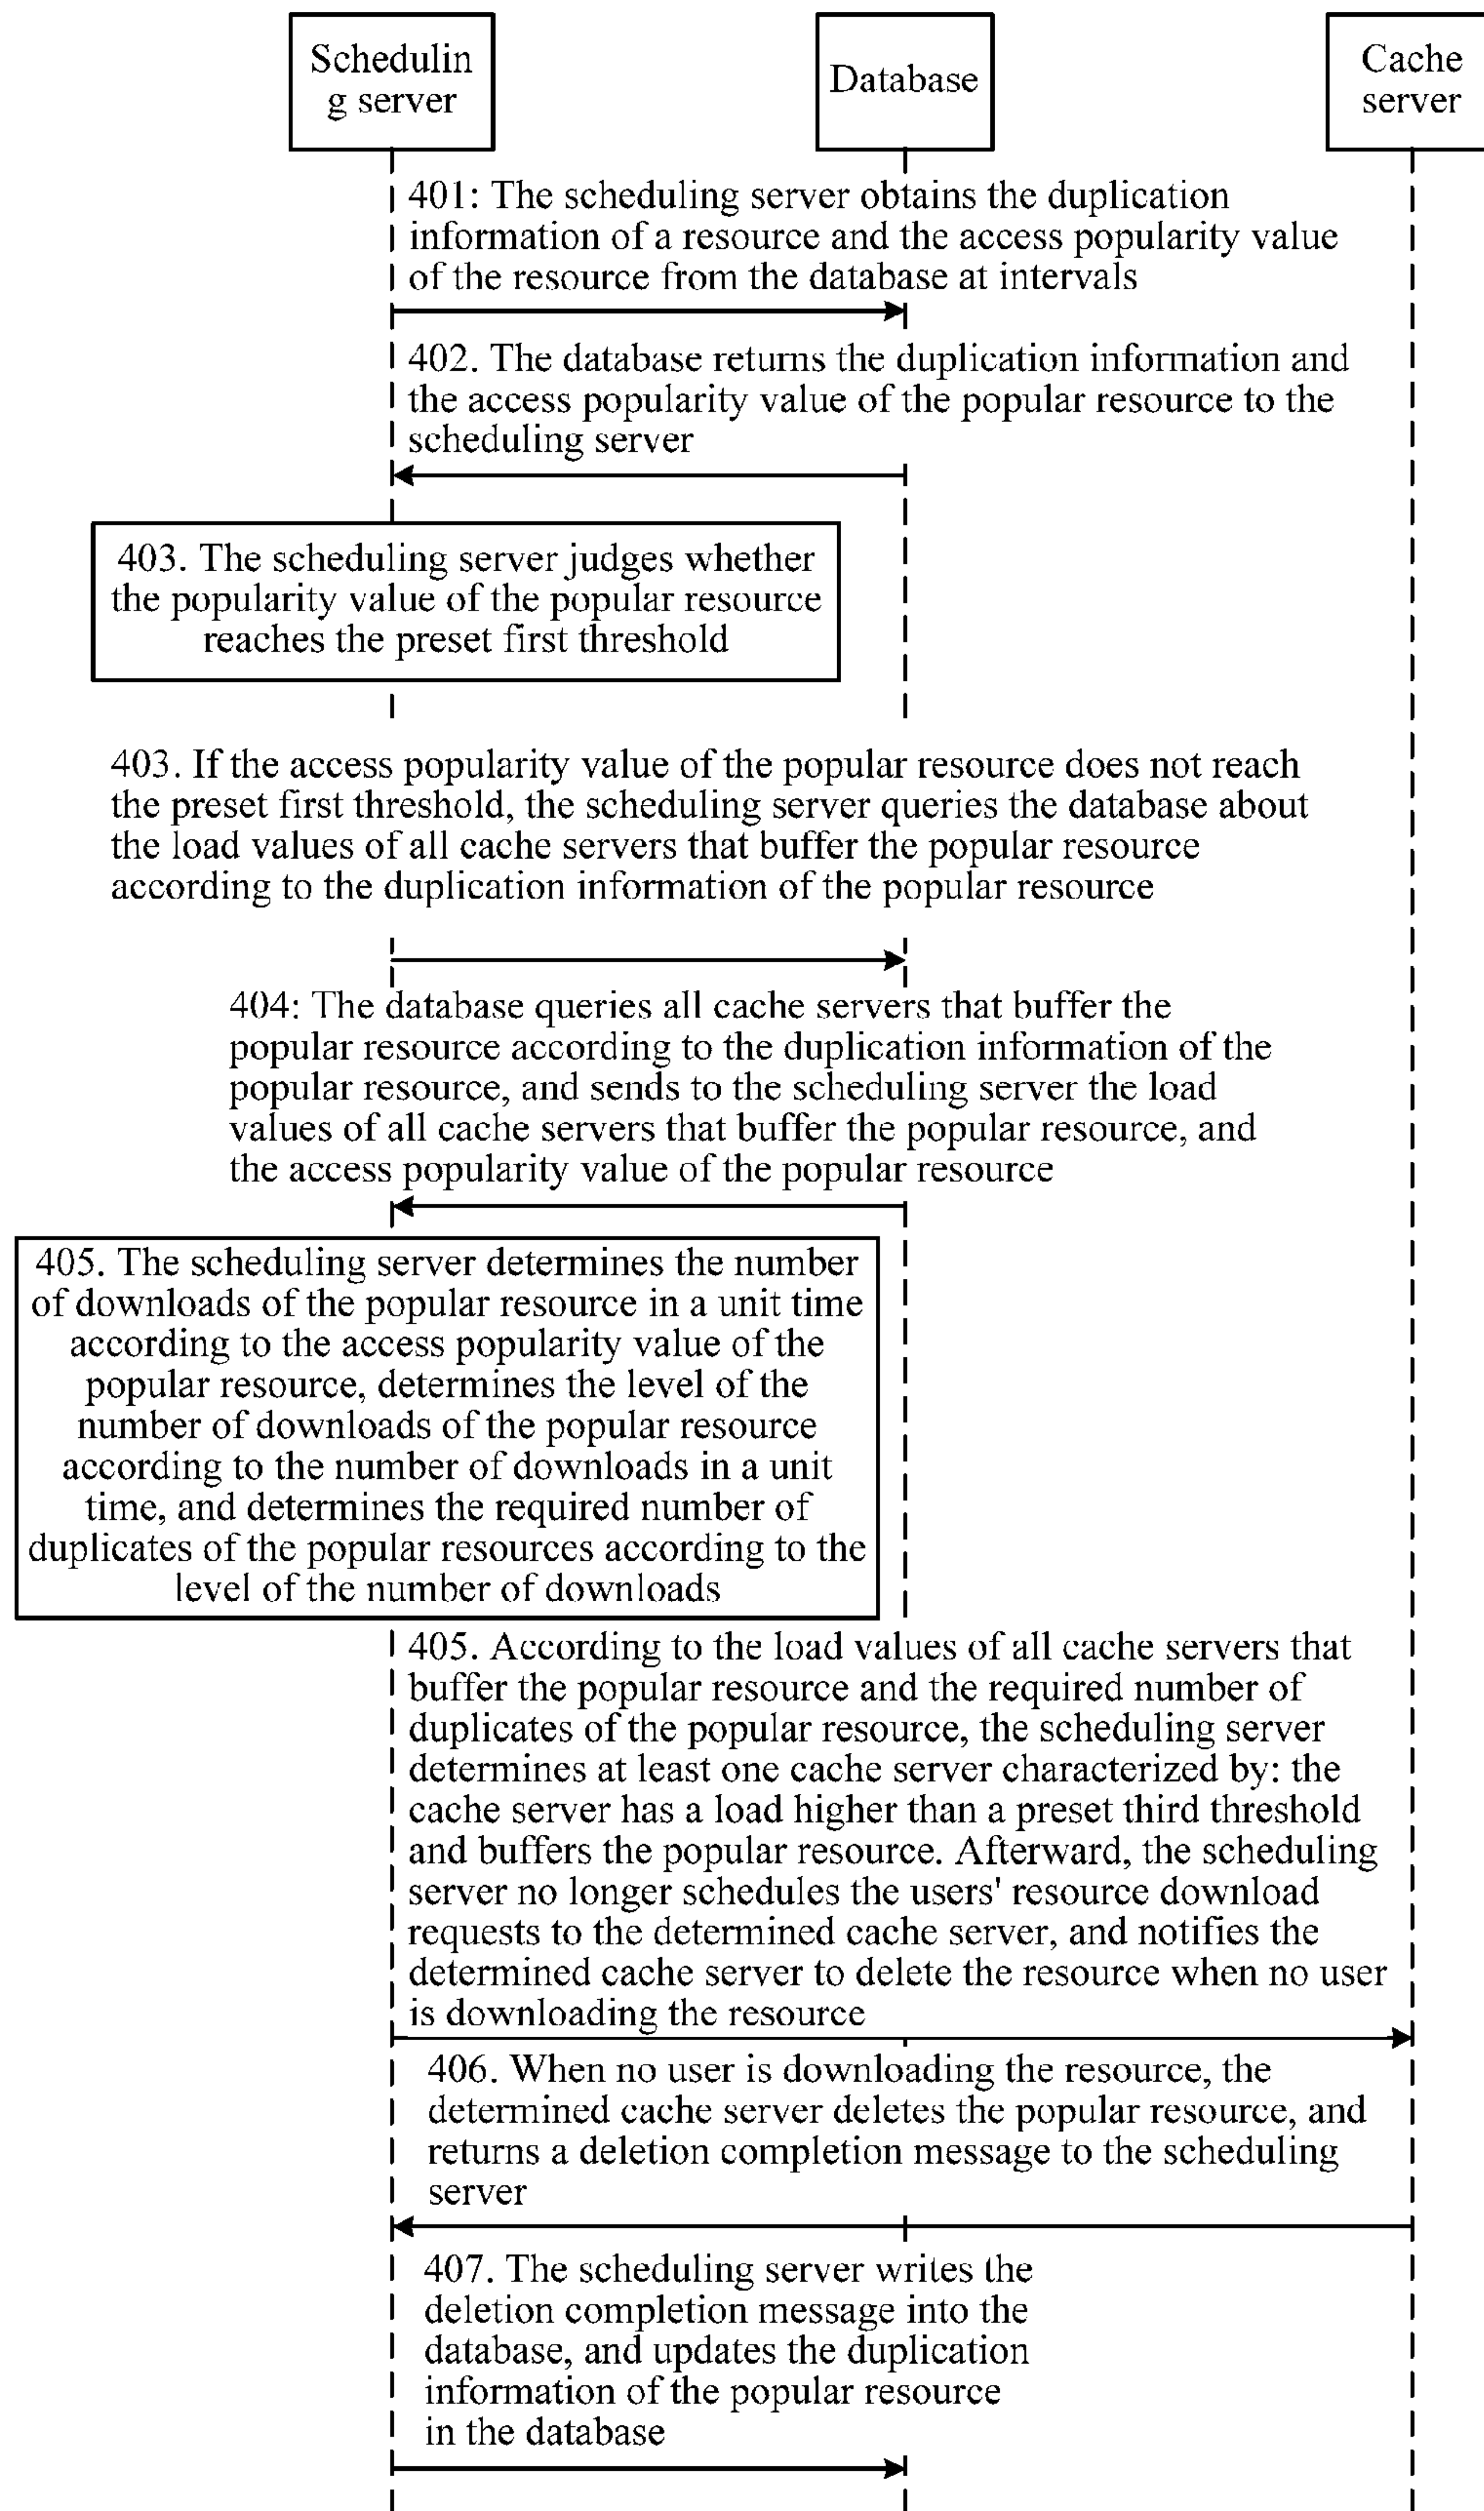 Schedulin
g server
Database
Cache
server
401: The scheduling server obtains the duplication
information of a resource and the access popularity value
of the resource from the database at intervals
402. The database returns the duplication information and
the access popularity value of the popular resource to the
scheduling server
403. The scheduling server judges whether
the popularity value of the popular resource
reaches the preset first threshold
403. If the access popularity value of the popular resource does not reach
the preset first threshold, the scheduling server queries the database about
the load values of all cache servers that buffer the popular resource
according to the duplication information of the popular resource
404: The database queries all cache servers that buffer the
popular resource according to the duplication information of the
popular resource, and sends to the scheduling server the load
values of all cache servers that buffer the popular resource, and
the access popularity value of the popular resource
405. The scheduling server determines the number
of downloads of the popular resource in a unit time
according to the access popularity value of the
popular resource, determines the level of the
number of downloads of the popular resource
according to the number of downloads in a unit
time, and determines the required number of
duplicates of the popular resources according to the
level of the number of downloads
405. According to the load values of all cache servers that
buffer the popular resource and the required number of
duplicates of the popular resource, the scheduling server
determines at least one cache server characterized by: the
cache server has a load higher than a preset third threshold
and buffers the popular resource. Afterward, the scheduling
server no longer schedules the users' resource download
requests to the determined cache server, and notifies the
determined cache server to delete the resource when no user
is downloading the resource
406. When no user is downloading the resource, the
determined cache server deletes the popular resource, and
returns a deletion completion message to the scheduling
server
407. The scheduling server writes the
deletion completion message into the
database, and updates the duplication
information of the popular resource
in the database